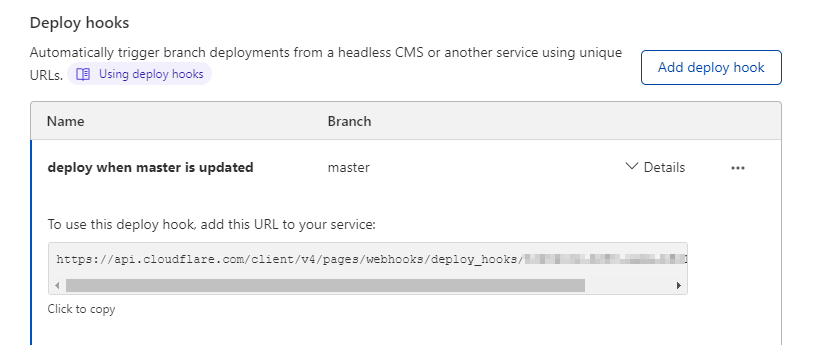 Deploy hooks
Automatically trigger branch deployments from a headless CMS or another service using unique
URLs. Using deploy hooks
Add deploy hook
Name Branch
deploy when master is updated master Details ...
To use this deploy hook, add this URL to your service:
https://api.cloudflare.com/client/v4/pages/webhooks/deploy_hooks/
Click to copy